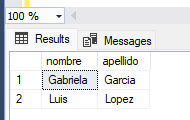 100 %
Results Messages
nombre apellido
1 Gabriela Garcia
2 Luis Lopez